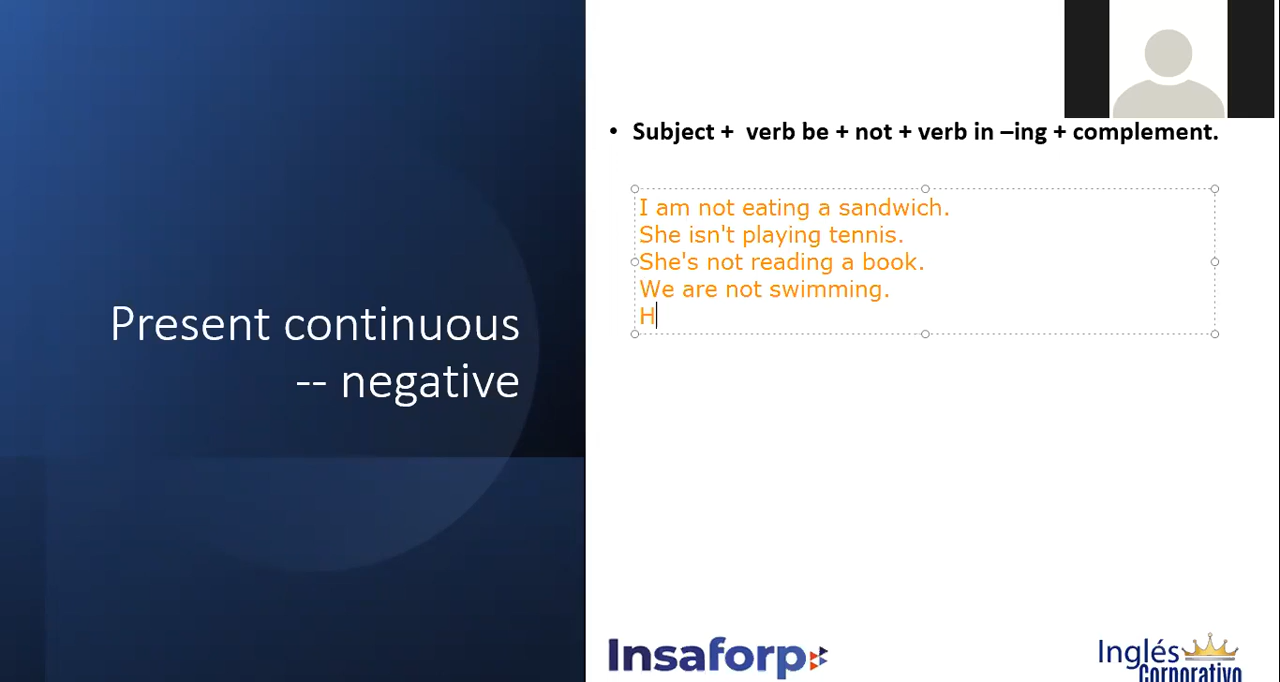 Present continuous
-- negative
• Subject + verb be + not + verb in –ing + complement.
I am not eating a sandwich.
She isn't playing tennis.
She's not reading a book.
We are not swimming.
H
Insaforp
Inglés
Corporativo